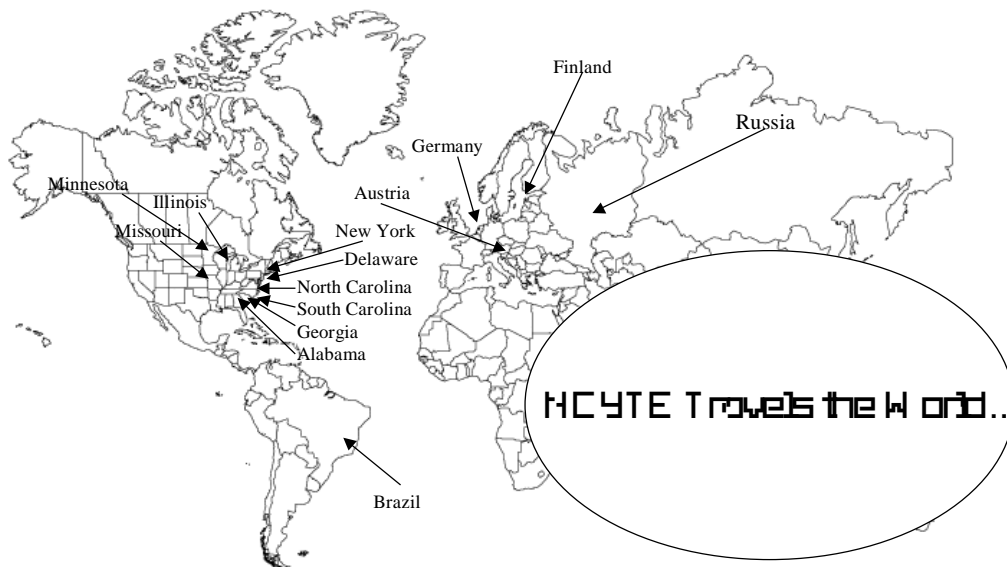 Finland
Russia
Germany
Austria
Minnesota
Illinois
Missouri
New York
Delaware
North Carolina
South Carolina
Georgia
Alabama
Brazil
NCYTE Travels the World...